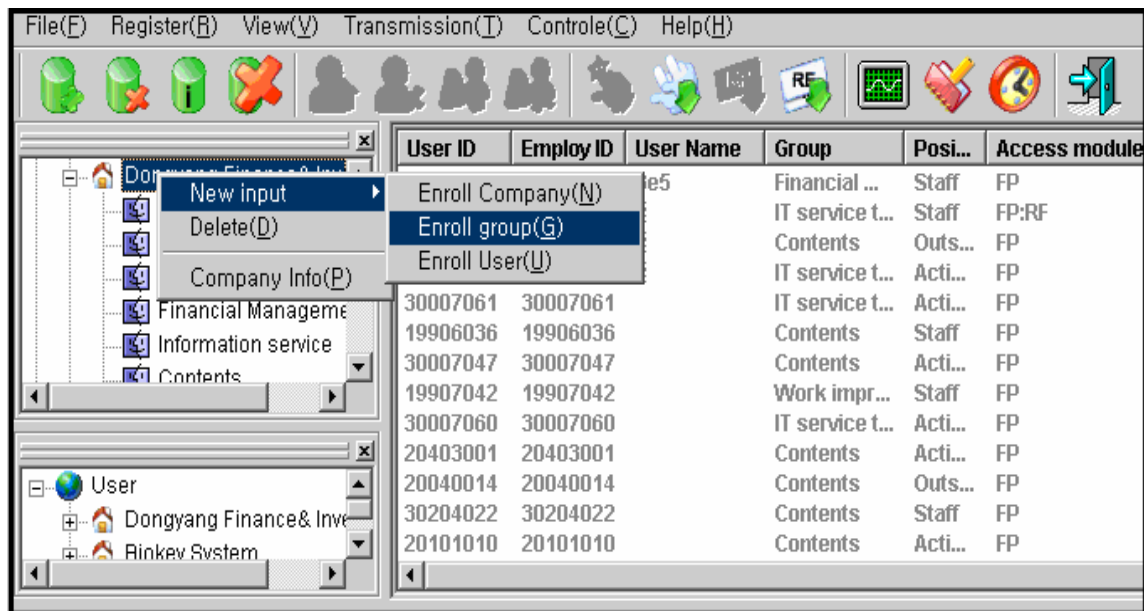 File(F) Register(R) View(V) Transmission(T) Controle(C) Help(H)
RF
User ID Employ ID User Name Group Posi... Access module
Dongyang Finance& Inv
New input
Delete(D)
Company Info(P)
Enroll Company(N)
Enroll group(G)
Enroll User(U)
Financial Manageme
Information service
Contents
e5 Financial ... Staff FP
IT service t... Staff FP:RF
Contents Outs... FP
IT service t... Acti... FP
30007061 30007061 IT service t... Acti... FP
19906036 19906036 Contents Staff FP
30007047 30007047 Contents Acti... FP
19907042 19907042 Work impr... Staff FP
30007060 30007060 IT service t... Acti... FP
20403001 20403001 Contents Acti... FP
20040014 20040014 Contents Outs... FP
30204022 30204022 Contents Staff FP
20101010 20101010 Contents Acti... FP
User
Dongyang Finance& Inve
Biokey System